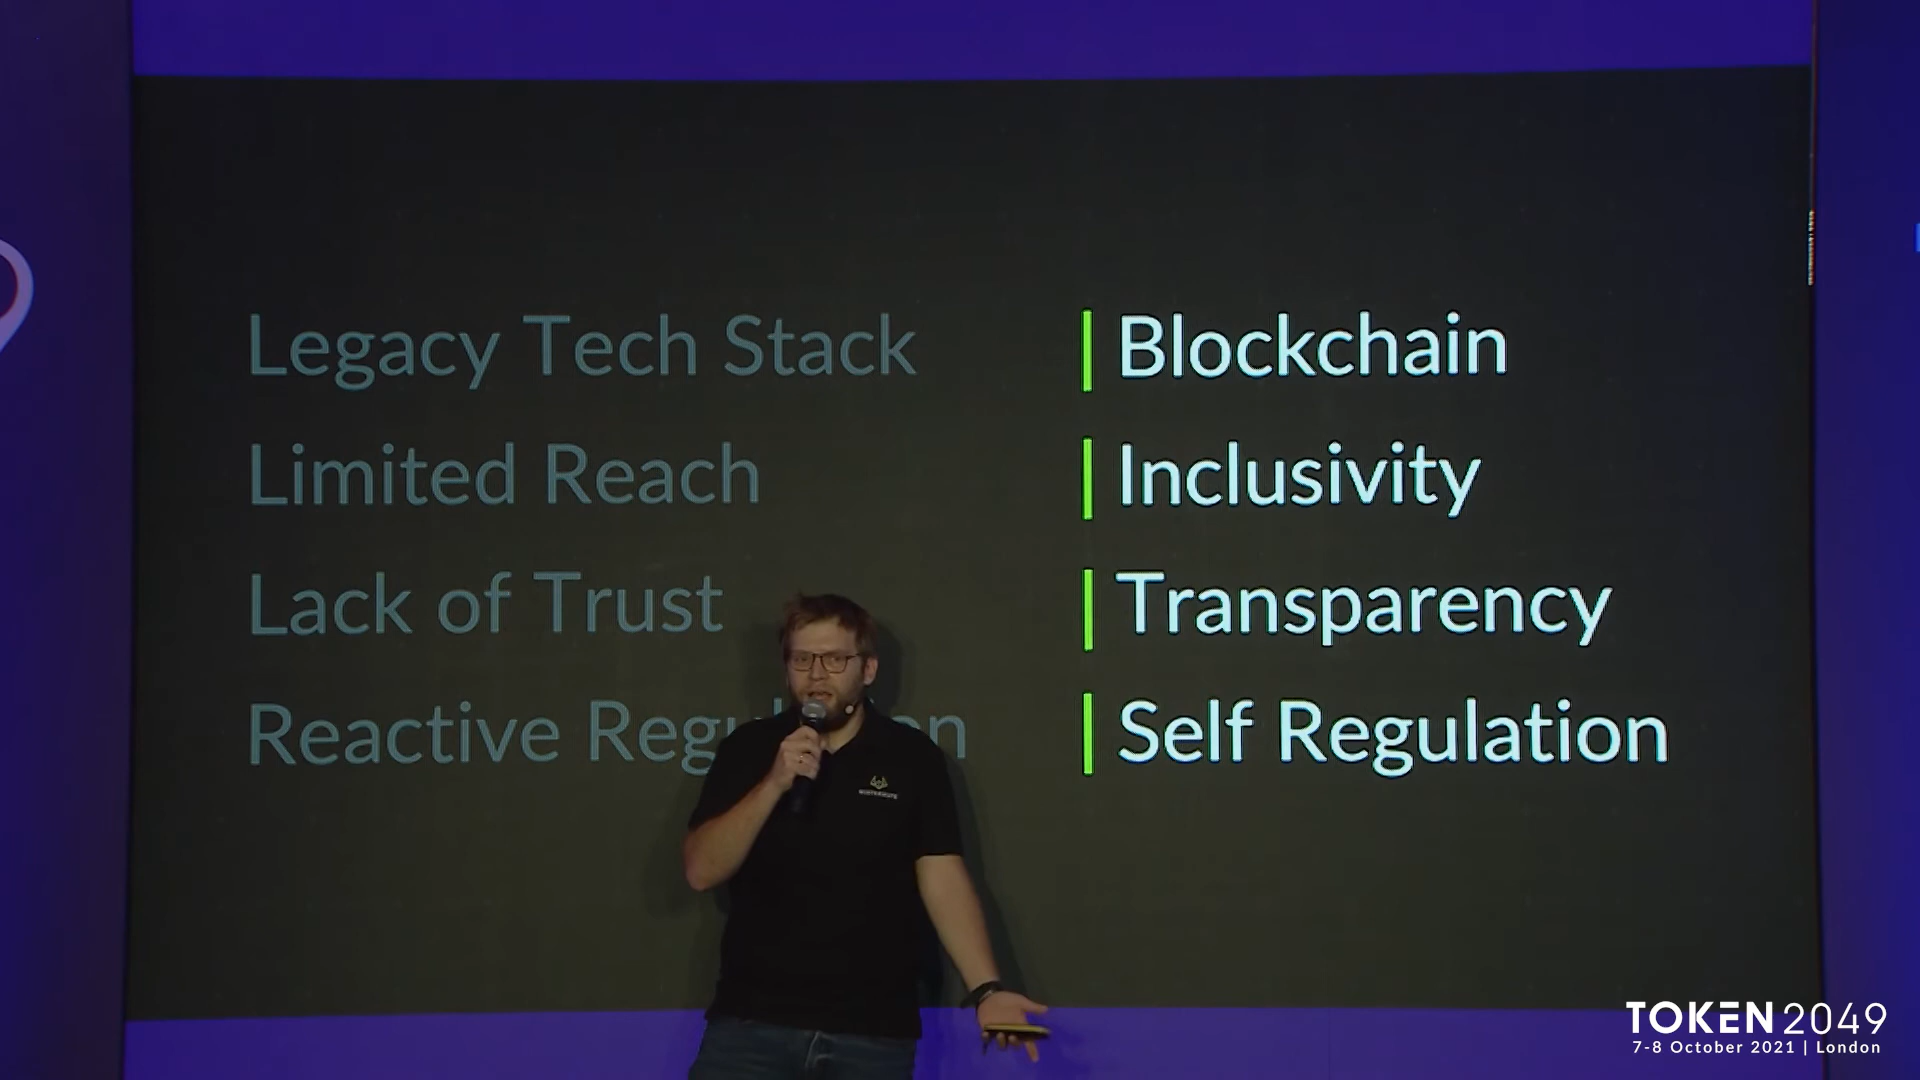 Legacy Tech Stack
Blockchain
Limited Reach
Inclusivity
Lack of Trust
Transparency
Reactive
Self Regulation
WINTERMUTE
TOKEN2049
7-8 October 2021 | London